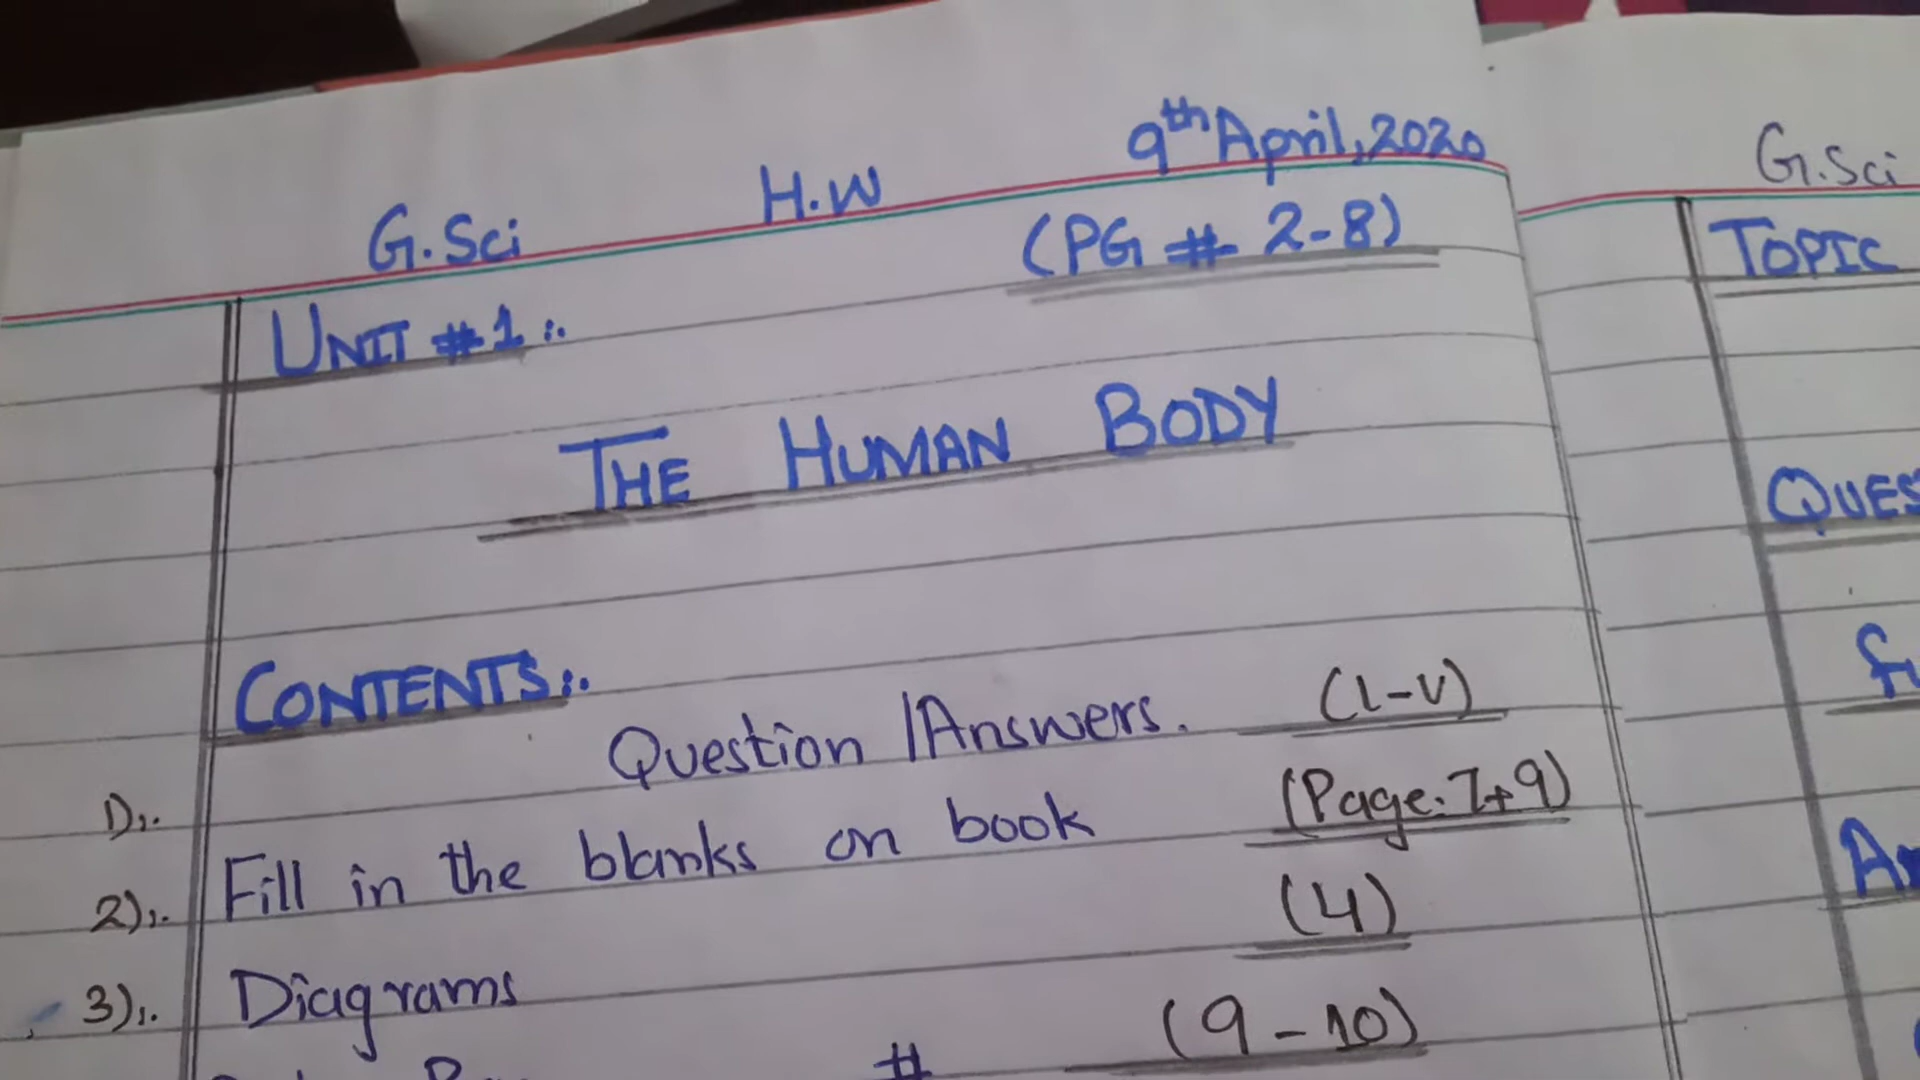 G.Sci H.W 9th April, 2020
(PG # 2-8)
UNIT #1:.
THE HUMAN BODY
CONTENTS:.
1):. Question/Answers. (i-v)
2):. Fill in the blanks on book (Page: 7+9)
3):. Diagrams (4)
# (9-10)
G.Sci
TOPIC